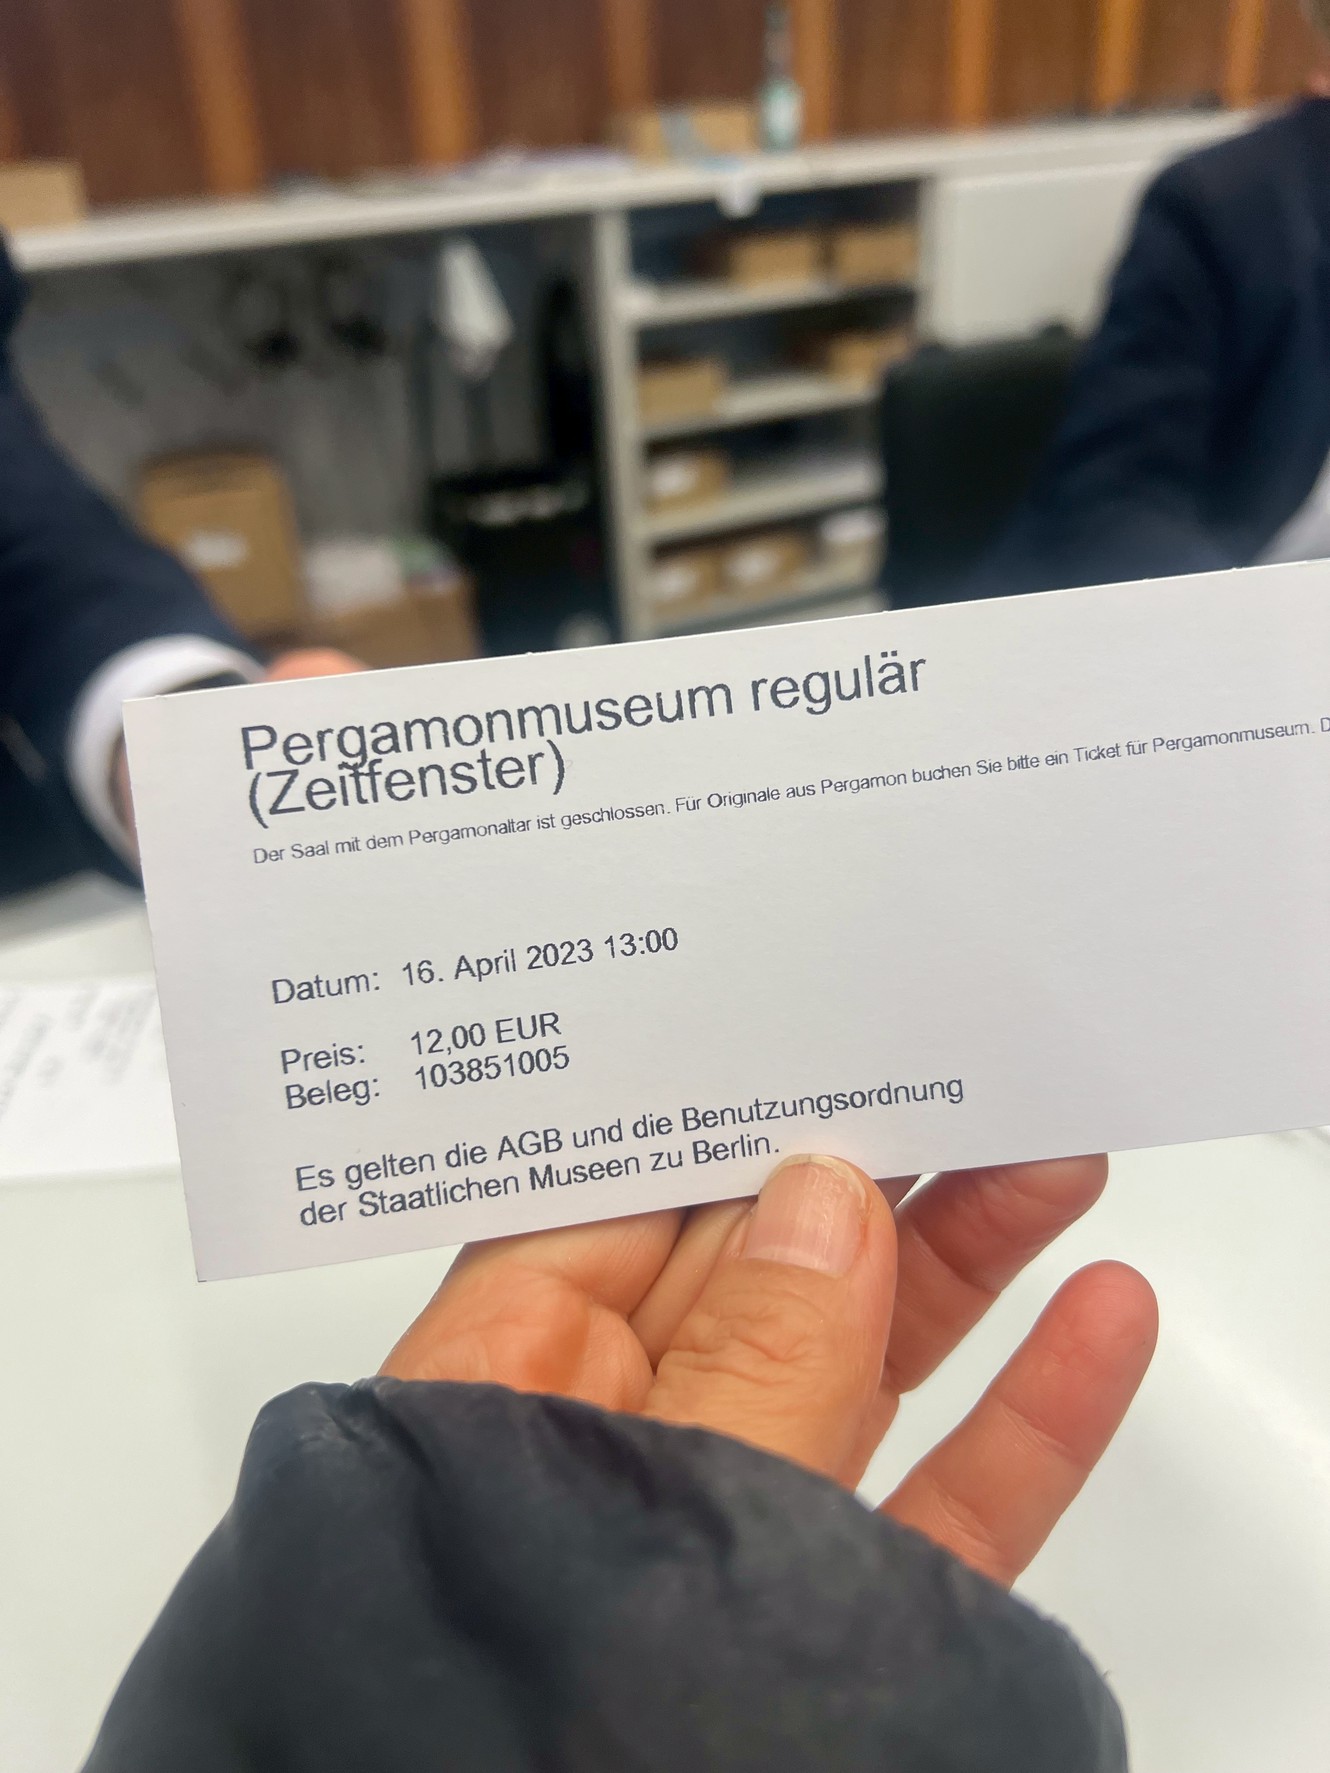 Pergamonmuseum regulär
(Zeitfenster)
Der Saal mit dem Pergamonaltar ist geschlossen. Für Originale aus Pergamon buchen Sie bitte ein Ticket für Pergamonmuseum. D
Datum: 16. April 2023 13:00
Preis: 12,00 EUR
Beleg: 103851005
Es gelten die AGB und die Benutzungsordnung
der Staatlichen Museen zu Berlin.